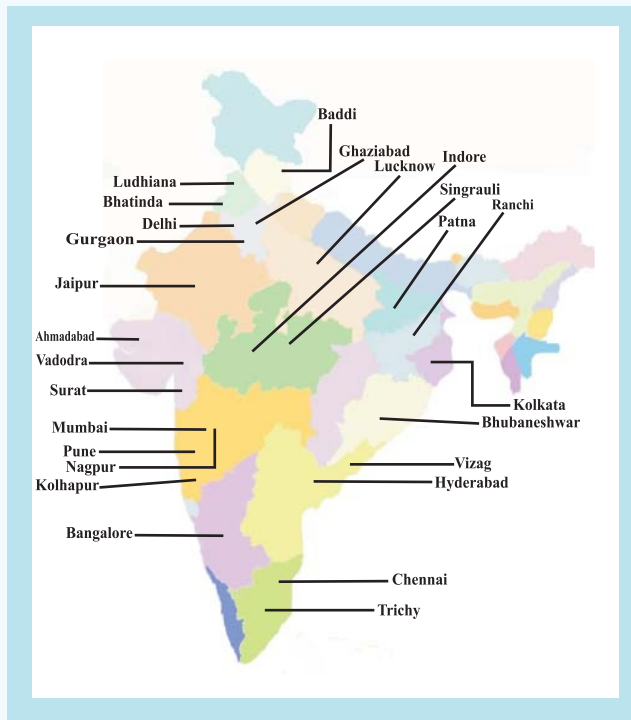 Baddi
Ghaziabad
Indore
Lucknow
Ludhiana
Singrauli
Bhatinda
Ranchi
Delhi
Patna
Gurgaon
Jaipur
Ahmadabad
Vadodra
Surat
Kolkata
Bhubaneshwar
Mumbai
Pune
Vizag
Nagpur
Hyderabad
Kolhapur
Bangalore
Chennai
Trichy